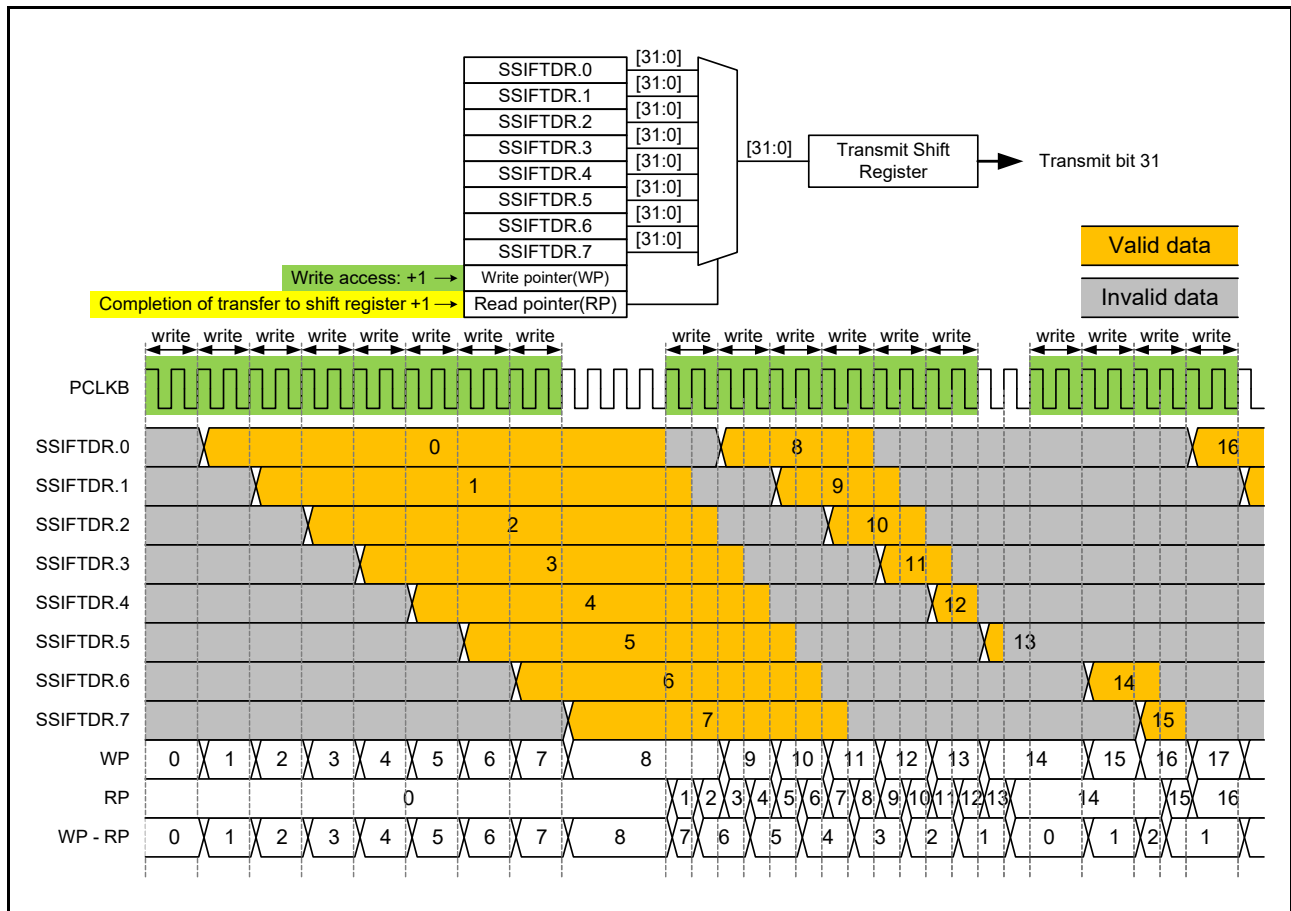 [31:0]
SSIFTDR.0
[31:0]
SSIFTDR.1
[31:0]
SSIFTDR.2
[31:0]
SSIFTDR.3
[31:0]
SSIFTDR.4
[31:0]
SSIFTDR.5
[31:0]
SSIFTDR.6
[31:0]
SSIFTDR.7
[31:0]
Transmit Shift
Register
Transmit bit 31
Valid data
Invalid data
Write access: +1
Write pointer(WP)
Completion of transfer to shift register +1
Read pointer(RP)
write write write write write write write write write write write write write write write write write write
PCLKB
SSIFTDR.0 0 8 16
SSIFTDR.1 1 9
SSIFTDR.2 2 10
SSIFTDR.3 3 11
SSIFTDR.4 4 12
SSIFTDR.5 5 13
SSIFTDR.6 6 14
SSIFTDR.7 7 15
WP 0 1 2 3 4 5 6 7 8 9 10 11 12 13 14 15 16 17
RP 0 1 2 3 4 5 6 7 8 9 10 11 12 13 14 15 16
WP - RP 0 1 2 3 4 5 6 7 8 7 6 5 4 3 2 1 0 1 2 1